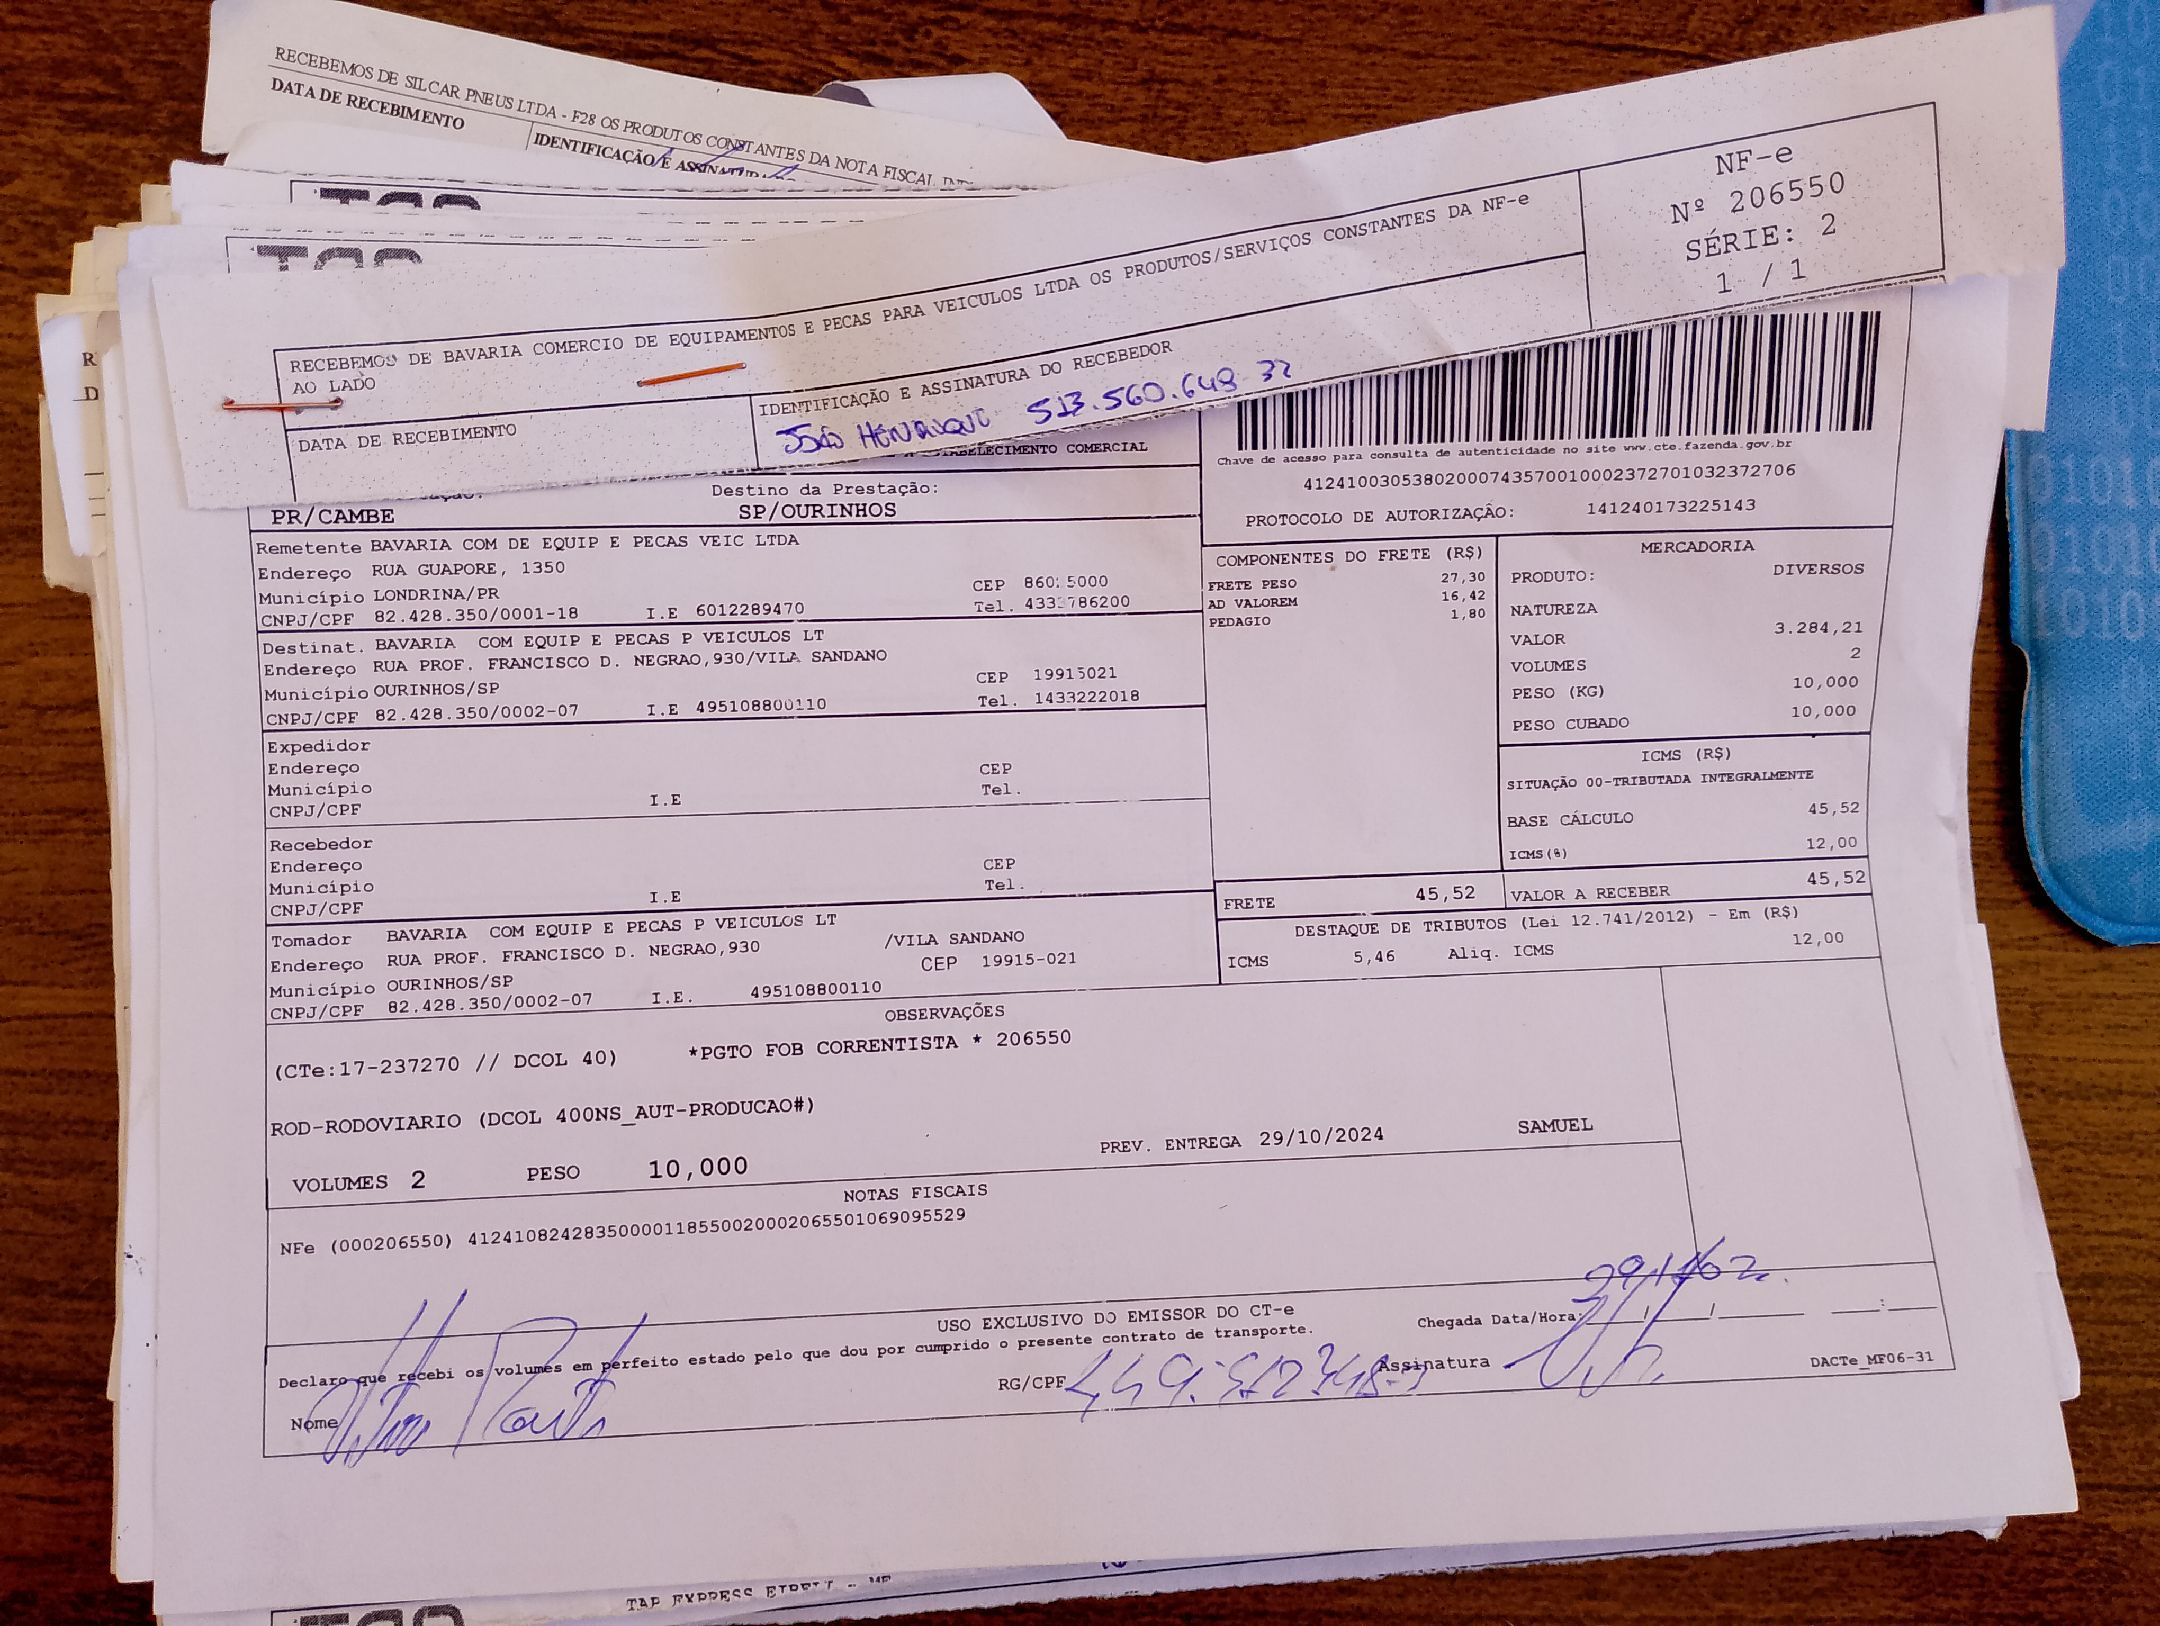 RECEBEMOS DE SILCAR PNEUS LTDA - F28 OS PRODUTOS CONSTANTES DA NOTA FISCAL
DATA DE RECEBIMENTO
IDENTIFICAÇÃO E ASSINATURA
NF-e
Nº 206550
SÉRIE: 2
1 / 1
RECEBEMOS DE BAVARIA COMERCIO DE EQUIPAMENTOS E PECAS PARA VEICULOS LTDA OS PRODUTOS/SERVIÇOS CONSTANTES DA NF-e
AO LADO
DATA DE RECEBIMENTO
IDENTIFICAÇÃO E ASSINATURA DO RECEBEDOR
JOÃO HENRIQUE 513.560.648 32
ESTABELECIMENTO COMERCIAL
Chave de acesso para consulta de autenticidade no site www.cte.fazenda.gov.br
41241003053802000743570010002372701032372706
PROTOCOLO DE AUTORIZAÇÃO: 141240173225143
Destino da Prestação:
PR/CAMBE SP/OURINHOS
Remetente BAVARIA COM DE EQUIP E PECAS VEIC LTDA
Endereço RUA GUAPORE, 1350
Município LONDRINA/PR CEP
CNPJ/CPF 82.428.350/0001-18 I.E 6012289470 Tel.
Destinat. BAVARIA COM EQUIP E PECAS P VEICULOS LT
Endereço RUA PROF. FRANCISCO D. NEGRAO,930/VILA SANDANO
Município OURINHOS/SP CEP 19915021
CNPJ/CPF 82.428.350/0002-07 I.E 495108800110 Tel. 1433222018
Expedidor
Endereço
Município CEP
CNPJ/CPF I.E Tel.
Recebedor
Endereço
Município CEP
CNPJ/CPF I.E Tel.
Tomador BAVARIA COM EQUIP E PECAS P VEICULOS LT
Endereço RUA PROF. FRANCISCO D. NEGRAO,930 /VILA SANDANO
Município OURINHOS/SP CEP 19915-021
CNPJ/CPF 82.428.350/0002-07 I.E. 495108800110
COMPONENTES DO FRETE (R$)
FRETE PESO 27,30
AD VALOREM 16,42
PEDAGIO 1,80
MERCADORIA
PRODUTO: DIVERSOS
NATUREZA
VALOR 3.284,21
VOLUMES 2
PESO (KG) 10,000
PESO CUBADO 10,000
ICMS (R$)
SITUAÇÃO 00-TRIBUTADA INTEGRALMENTE
BASE CÁLCULO 45,52
ICMS(%) 12,00
FRETE 45,52 VALOR A RECEBER 45,52
DESTAQUE DE TRIBUTOS (Lei 12.741/2012) - Em (R$)
ICMS 5,46 Aliq. ICMS 12,00
OBSERVAÇÕES
(CTe:17-237270 // DCOL 40) *PGTO FOB CORRENTISTA * 206550
ROD-RODOVIARIO (DCOL 400NS_AUT-PRODUCAO#)
VOLUMES 2 PESO 10,000 PREV. ENTREGA 29/10/2024 SAMUEL
NOTAS FISCAIS
NFe (000206550) 41241082428350000118550020002065501069095529
USO EXCLUSIVO DO EMISSOR DO CT-e
Declaro que recebi os volumes em perfeito estado pelo que dou por cumprido o presente contrato de transporte.
Chegada Data/Hora: / / :
Nome
RG/CPF
Assinatura
DACTe_MF06-31
TAP EXPRESS EIRELI - ME